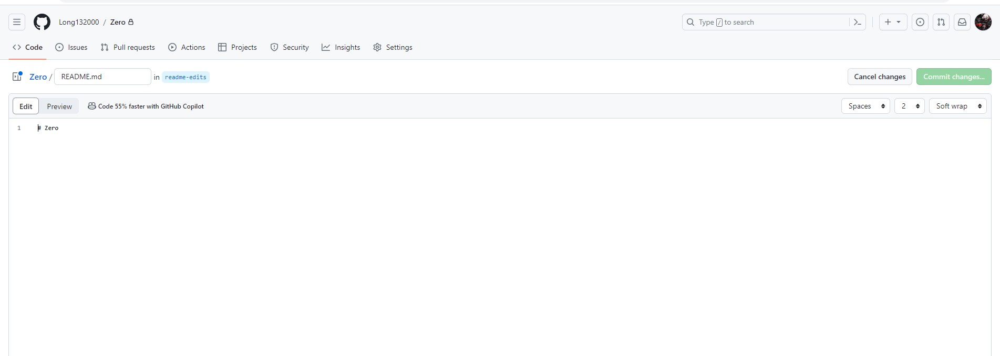 Long132000 / Zero
Type / to search
Code Issues Pull requests Actions Projects Security Insights Settings
Zero / README.md in readme-edits Cancel changes Commit changes...
Edit Preview Code 55% faster with GitHub Copilot Spaces 2 Soft wrap
1 # Zero